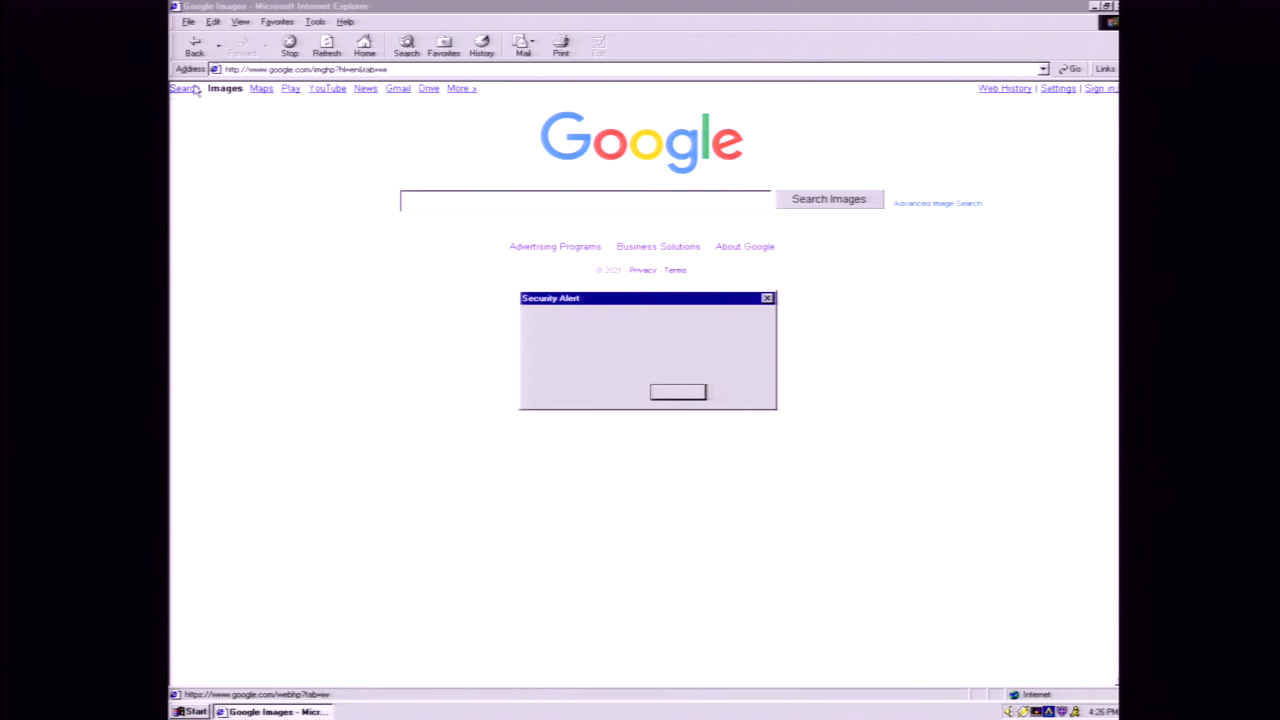 Google Images - Microsoft Internet Explorer
File Edit View Favorites Tools Help
Back Forward Stop Refresh Home Search Favorites History Mail Print Edit
Address http://www.google.com/imghp?hl=en&tab=wi Go Links
Search Images Maps Play YouTube News Gmail Drive More » Web History | Settings | Sign in
Google
Search Images Advanced Image Search
Advertising Programs Business Solutions About Google
© 2021 - Privacy - Terms
Security Alert
https://www.google.com/webhp?tab=iw Internet
Start Google Images - Micr... 4:26 PM